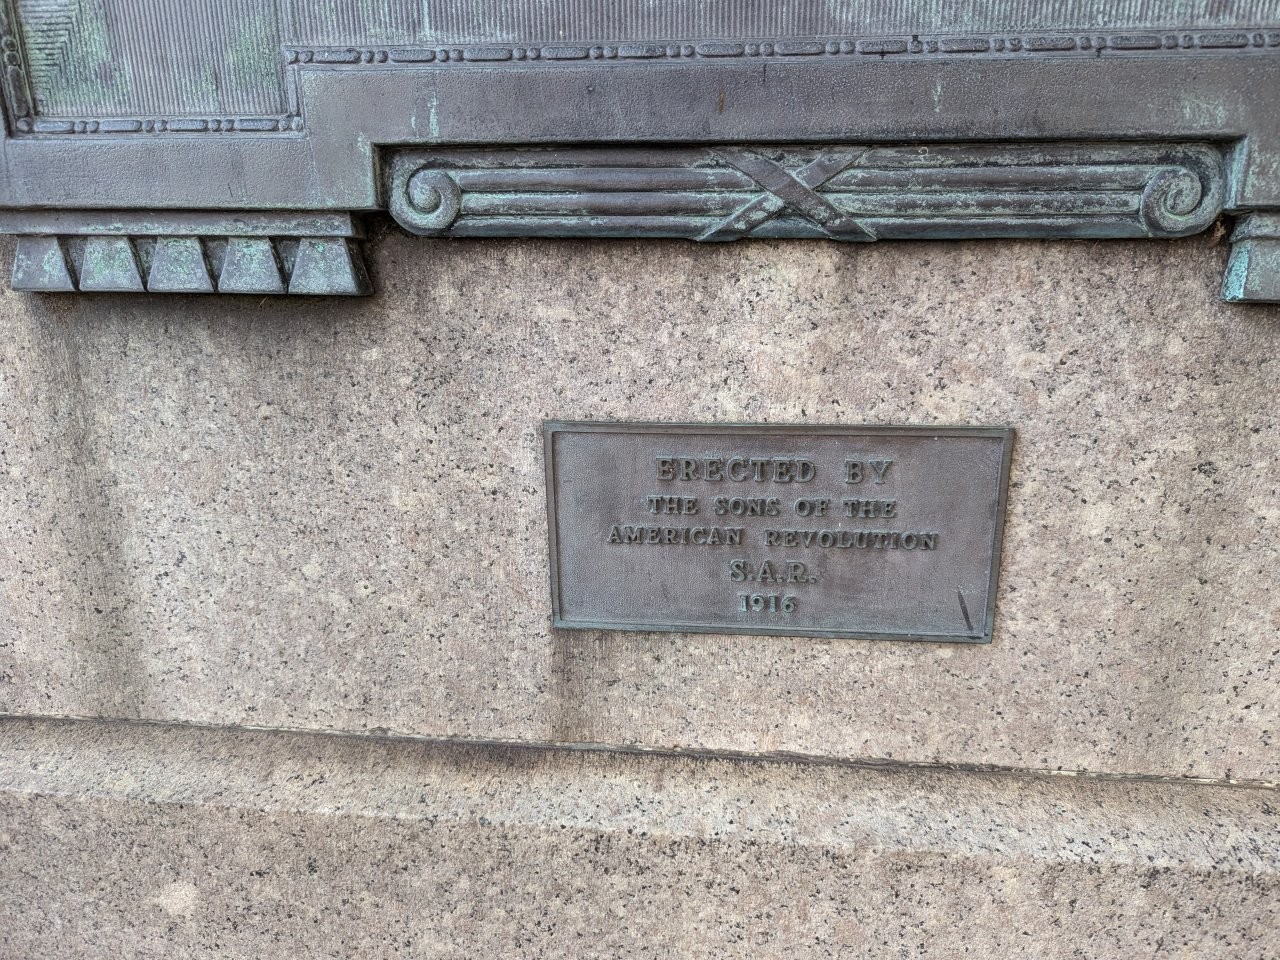 ERECTED BY
THE SONS OF THE
AMERICAN REVOLUTION
S.A.R.
1916